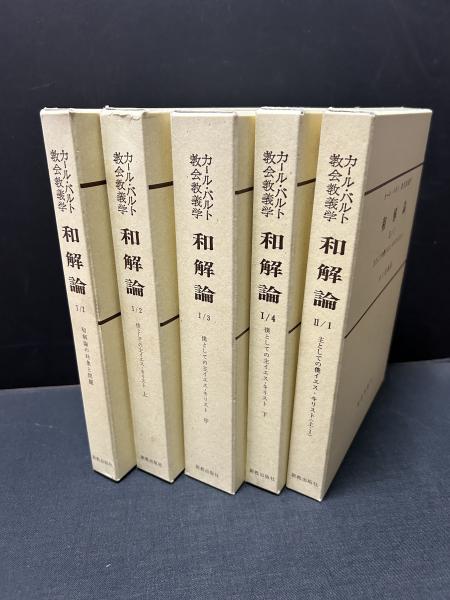 カール・バルト
教会教義学
和解論
I/1
和解論の対象と問題
新教出版社
カール・バルト
教会教義学
和解論
I/2
僕としての主イエス・キリスト 上
新教出版社
カール・バルト
教会教義学
和解論
I/3
僕としての主イエス・キリスト 中
新教出版社
カール・バルト
教会教義学
和解論
I/4
僕としての主イエス・キリスト 下
新教出版社
カール・バルト
教会教義学
和解論
II/1
主としての僕イエス・キリスト〈上・1〉
新教出版社
和解論